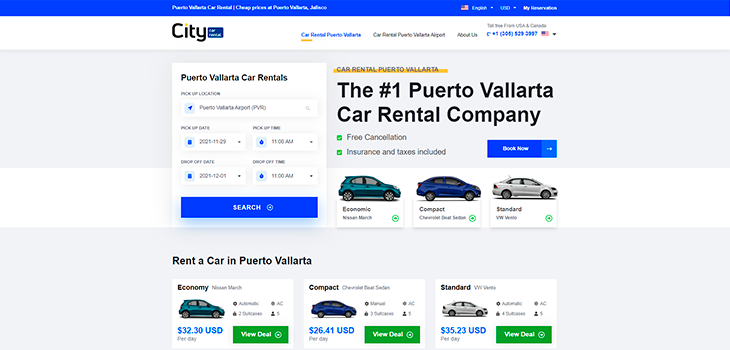 Puerto Vallarta Car Rental | Cheap prices at Puerto Vallarta, Jalisco
English
USD
My Reservation
City car rental
Car Rental Puerto Vallarta
Car Rental Puerto Vallarta Airport
About Us
Toll free From USA & Canada
+1 (305) 529 3997
Puerto Vallarta Car Rentals
PICK UP LOCATION
Puerto Vallarta Airport (PVR)
PICK UP DATE
PICK UP TIME
2021-11-29
11:00 AM
DROP OFF DATE
DROP OFF TIME
2021-12-01
11:00 AM
SEARCH
CAR RENTAL PUERTO VALLARTA
The #1 Puerto Vallarta
Car Rental Company
Free Cancellation
Insurance and taxes included
Book Now
Economic
Nissan March
Compact
Chevrolet Beat Sedan
Standard
VW Vento
Rent a Car in Puerto Vallarta
Economy Nissan March
Automatic
AC
2 Suitcases
5
$32.30 USD
Per day
View Deal
Compact Chevrolet Beat Sedan
Manual
AC
3 Suitcases
5
$26.41 USD
Per day
View Deal
Standard VW Vento
Automatic
AC
4 Suitcases
5
$35.23 USD
Per day
View Deal